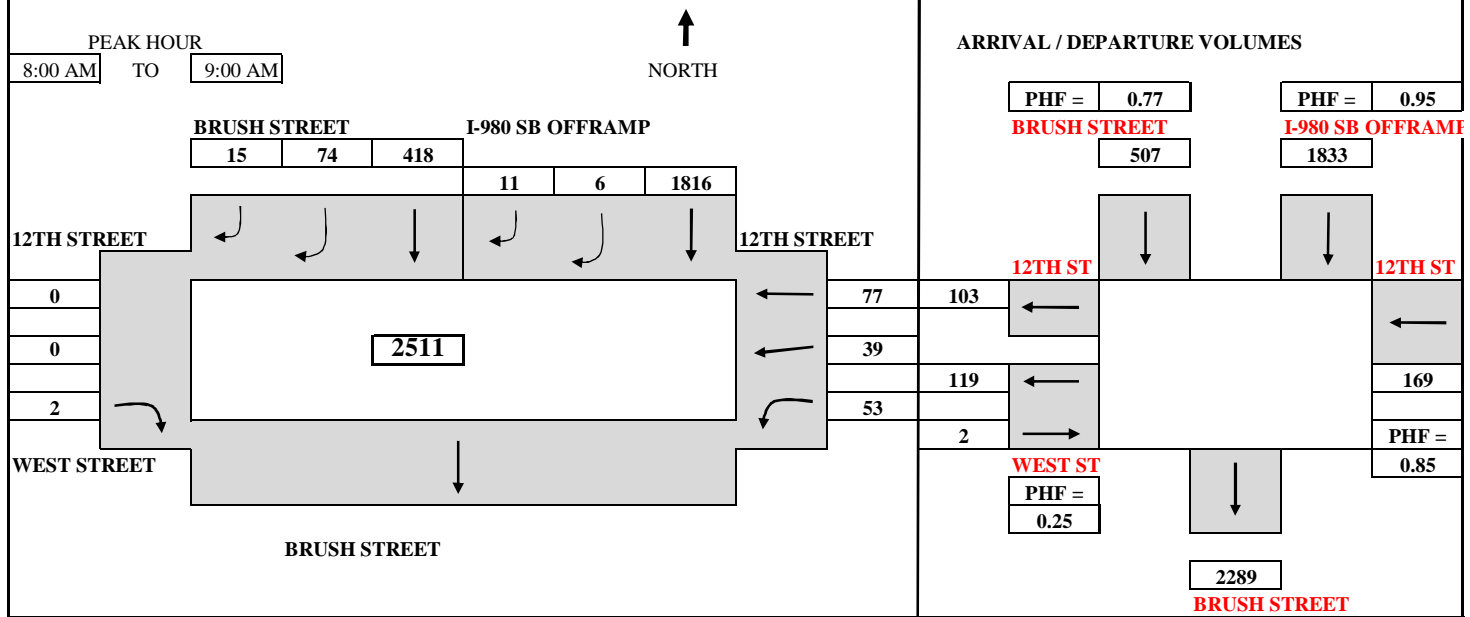 PEAK HOUR
8:00 AM TO 9:00 AM
NORTH
BRUSH STREET I-980 SB OFFRAMP
15 74 418
11 6 1816
12TH STREET 12TH STREET
0 77
0 2511 39
2 53
WEST STREET
BRUSH STREET
ARRIVAL / DEPARTURE VOLUMES
PHF = 0.77 PHF = 0.95
BRUSH STREET I-980 SB OFFRAMP
507 1833
12TH ST 12TH ST
103
119 169
2 PHF =
WEST ST 0.85
PHF =
0.25
2289
BRUSH STREET